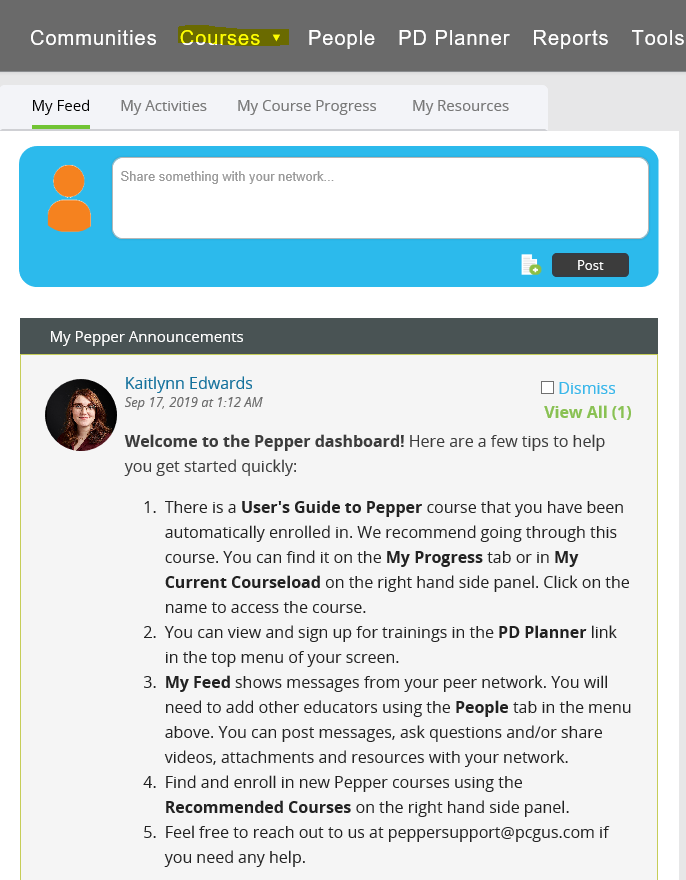 Communities Courses ▼ People PD Planner Reports Tools
My Feed My Activities My Course Progress My Resources
Share something with your network...
Post
My Pepper Announcements
Kaitlynn Edwards
Sep 17, 2019 at 1:12 AM
Dismiss
View All (1)
Welcome to the Pepper dashboard! Here are a few tips to help
you get started quickly:
1. There is a User's Guide to Pepper course that you have been
automatically enrolled in. We recommend going through this
course. You can find it on the My Progress tab or in My
Current Courseload on the right hand side panel. Click on the
name to access the course.
2. You can view and sign up for trainings in the PD Planner link
in the top menu of your screen.
3. My Feed shows messages from your peer network. You will
need to add other educators using the People tab in the menu
above. You can post messages, ask questions and/or share
videos, attachments and resources with your network.
4. Find and enroll in new Pepper courses using the
Recommended Courses on the right hand side panel.
5. Feel free to reach out to us at peppersupport@pcgus.com if
you need any help.